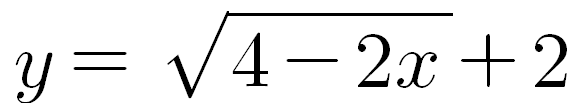 y = √(4 − 2x) + 2